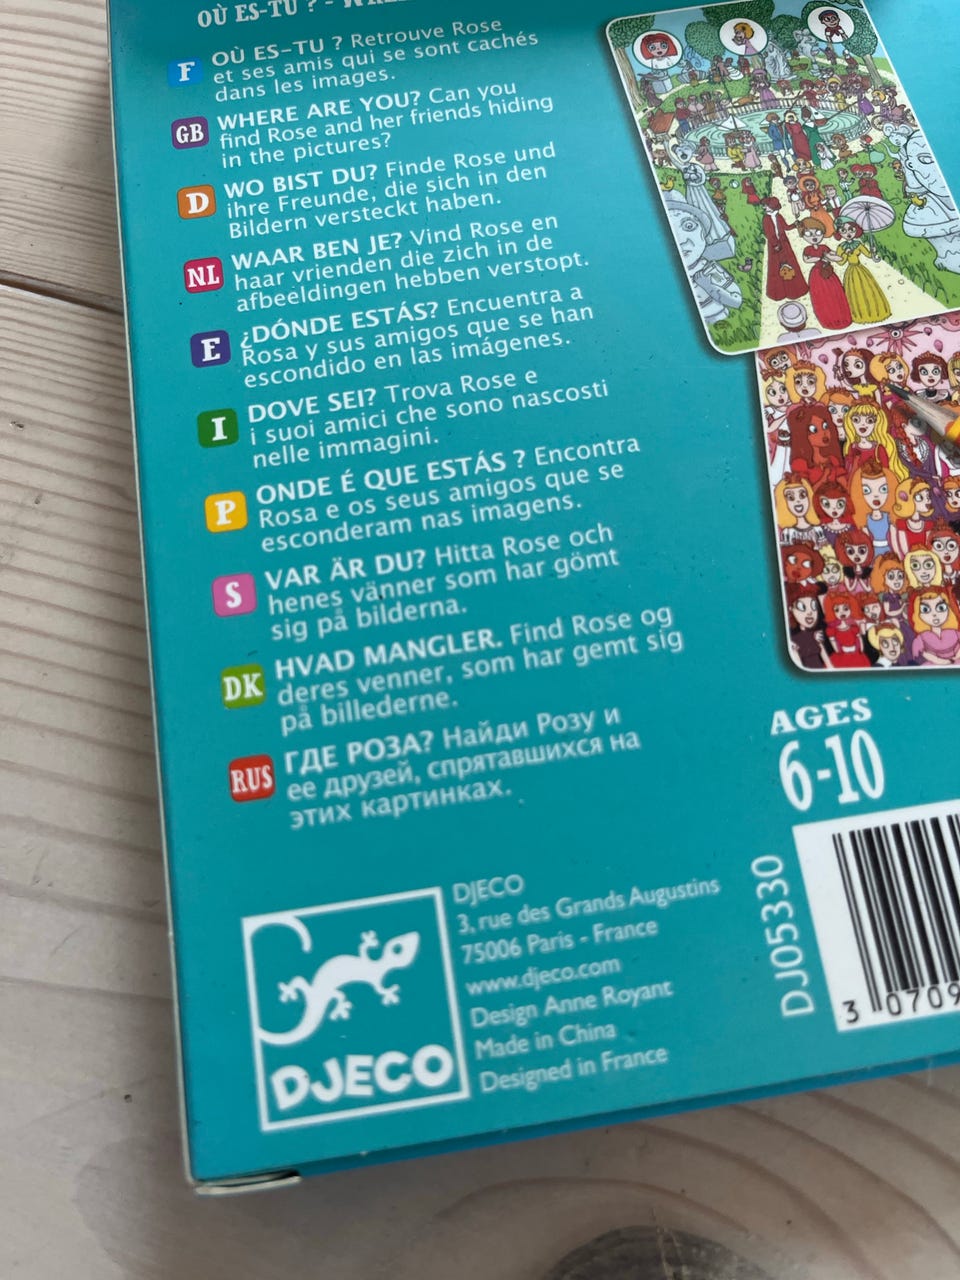 OÙ ES-TU ? -
F
OÙ ES-TU ? Retrouve Rose
et ses amis qui se sont cachés
dans les images.
GB
WHERE ARE YOU? Can you
find Rose and her friends hiding
in the pictures?
D
WO BIST DU? Finde Rose und
ihre Freunde, die sich in den
Bildern versteckt haben.
NL
WAAR BEN JE? Vind Rose en
haar vrienden die zich in de
afbeeldingen hebben verstopt.
E
¿DÓNDE ESTÁS? Encuentra a
Rosa y sus amigos que se han
escondido en las imágenes.
I
DOVE SEI? Trova Rose e
i suoi amici che sono nascosti
nelle immagini.
P
ONDE É QUE ESTÁS ? Encontra
Rosa e os seus amigos que se
esconderam nas imagens.
S
VAR ÄR DU? Hitta Rose och
henes vänner som har gömt
sig på bilderna.
DK
HVAD MANGLER. Find Rose og
deres venner, som har gemt sig
på billederne.
RUS
ГДЕ РОЗА? Найди Розу и
ее друзей, спрятавшихся на
этих картинках.
AGES
6-10
DJECO
DJECO
3, rue des Grands Augustins
75006 Paris - France
www.djeco.com
Design Anne Royant
Made in China
Designed in France
DJ05330
3 0709